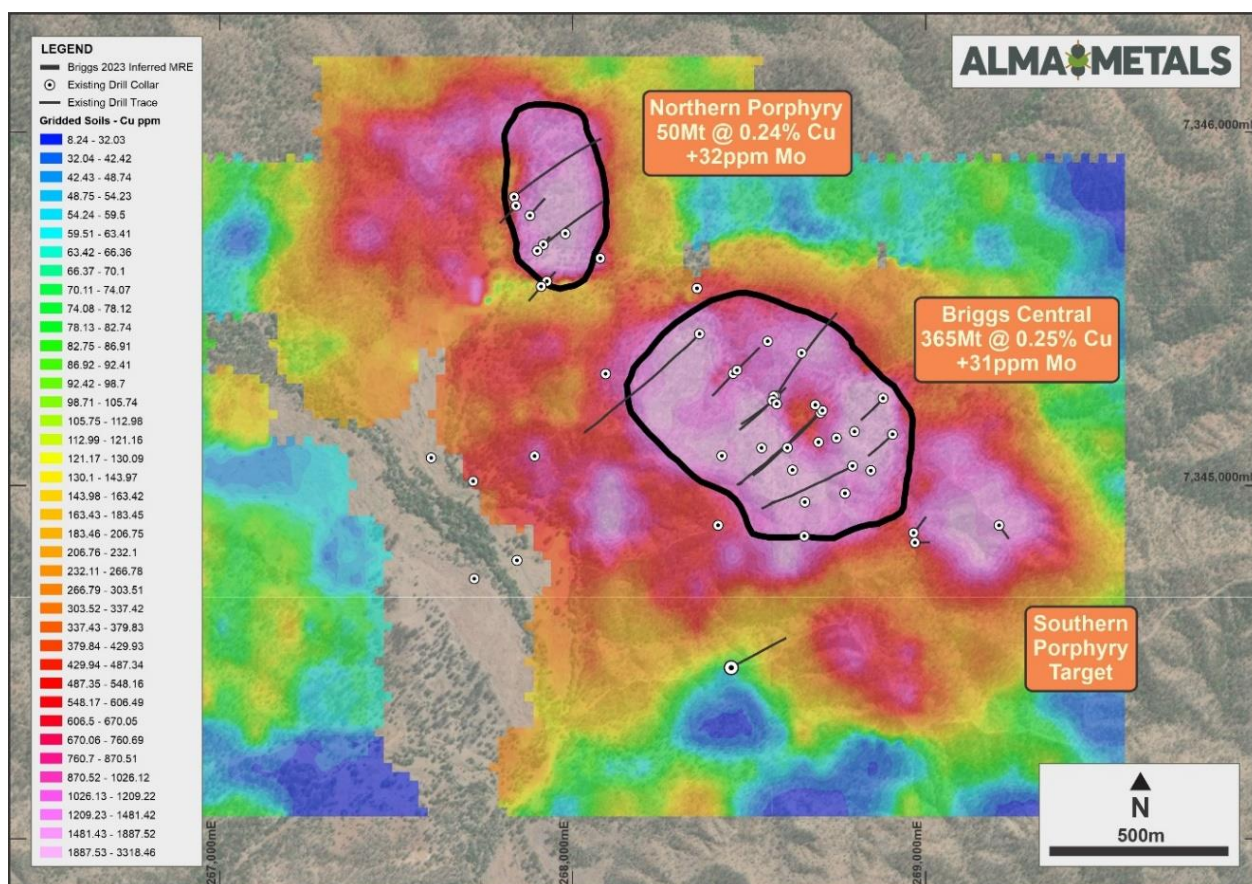 LEGEND
Briggs 2023 Inferred MRE
Existing Drill Collar
Existing Drill Trace
Gridded Soils - Cu ppm
8.24 - 32.03
32.04 - 42.42
42.43 - 48.74
48.75 - 54.23
54.24 - 59.5
59.51 - 63.41
63.42 - 66.36
66.37 - 70.1
70.11 - 74.07
74.08 - 78.12
78.13 - 82.74
82.75 - 86.91
86.92 - 92.41
92.42 - 98.7
98.71 - 105.74
105.75 - 112.98
112.99 - 121.16
121.17 - 130.09
130.1 - 143.97
143.98 - 163.42
163.43 - 183.45
183.46 - 206.75
206.76 - 232.1
232.11 - 266.78
266.79 - 303.51
303.52 - 337.42
337.43 - 379.83
379.84 - 429.93
429.94 - 487.34
487.35 - 548.16
548.17 - 606.49
606.5 - 670.05
670.06 - 760.69
760.7 - 870.51
870.52 - 1026.12
1026.13 - 1209.22
1209.23 - 1481.42
1481.43 - 1887.52
1887.53 - 3318.46
ALMA METALS
Northern Porphyry
50Mt @ 0.24% Cu
+32ppm Mo
7,346,000mN
Briggs Central
365Mt @ 0.25% Cu
+31ppm Mo
7,345,000mN
Southern
Porphyry
Target
267,000mE
268,000mE
269,000mE
N
500m